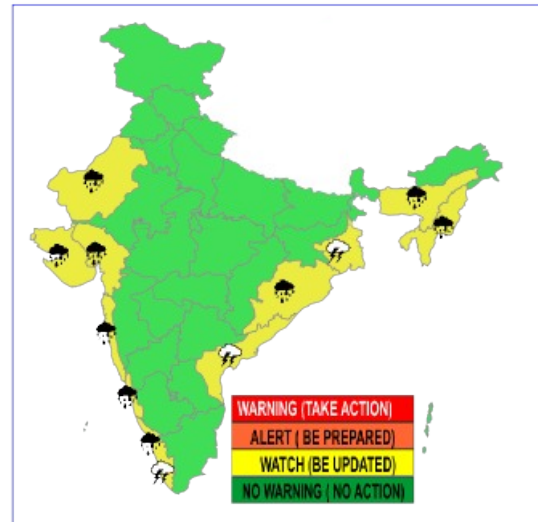 WARNING (TAKE ACTION)
ALERT ( BE PREPARED)
WATCH (BE UPDATED)
NO WARNING ( NO ACTION)